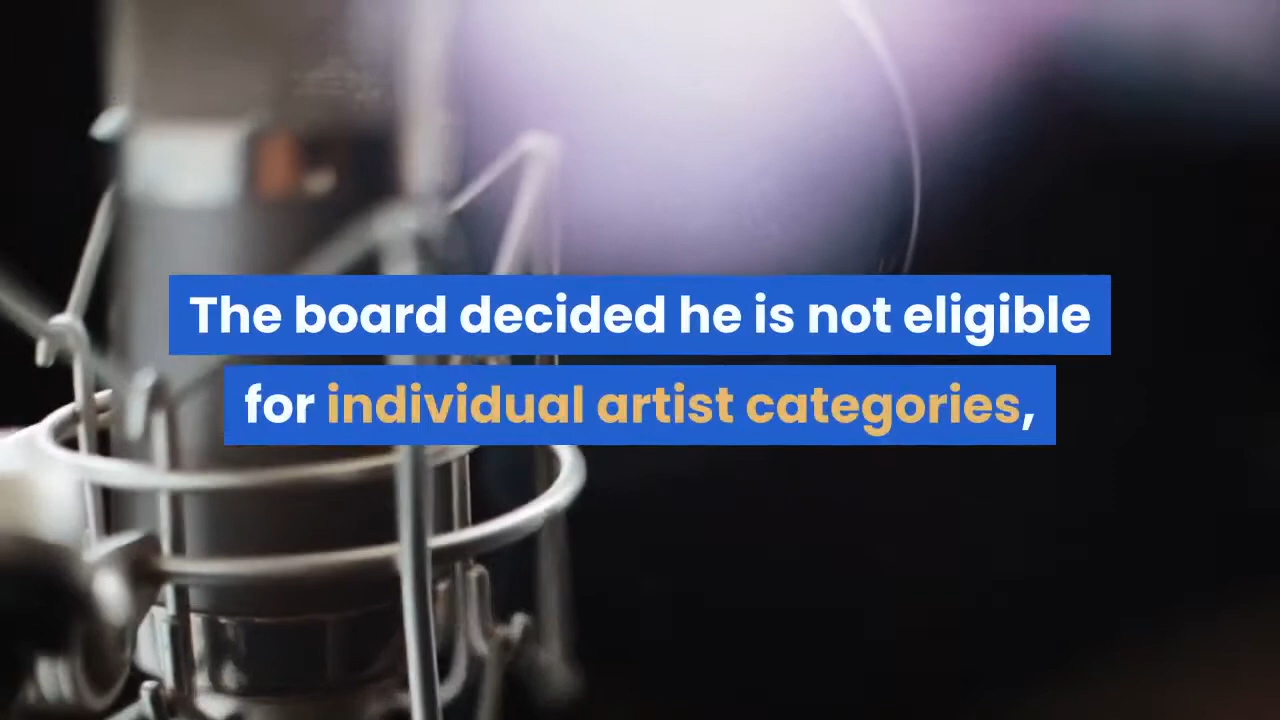 The board decided he is not eligible
for individual artist categories,